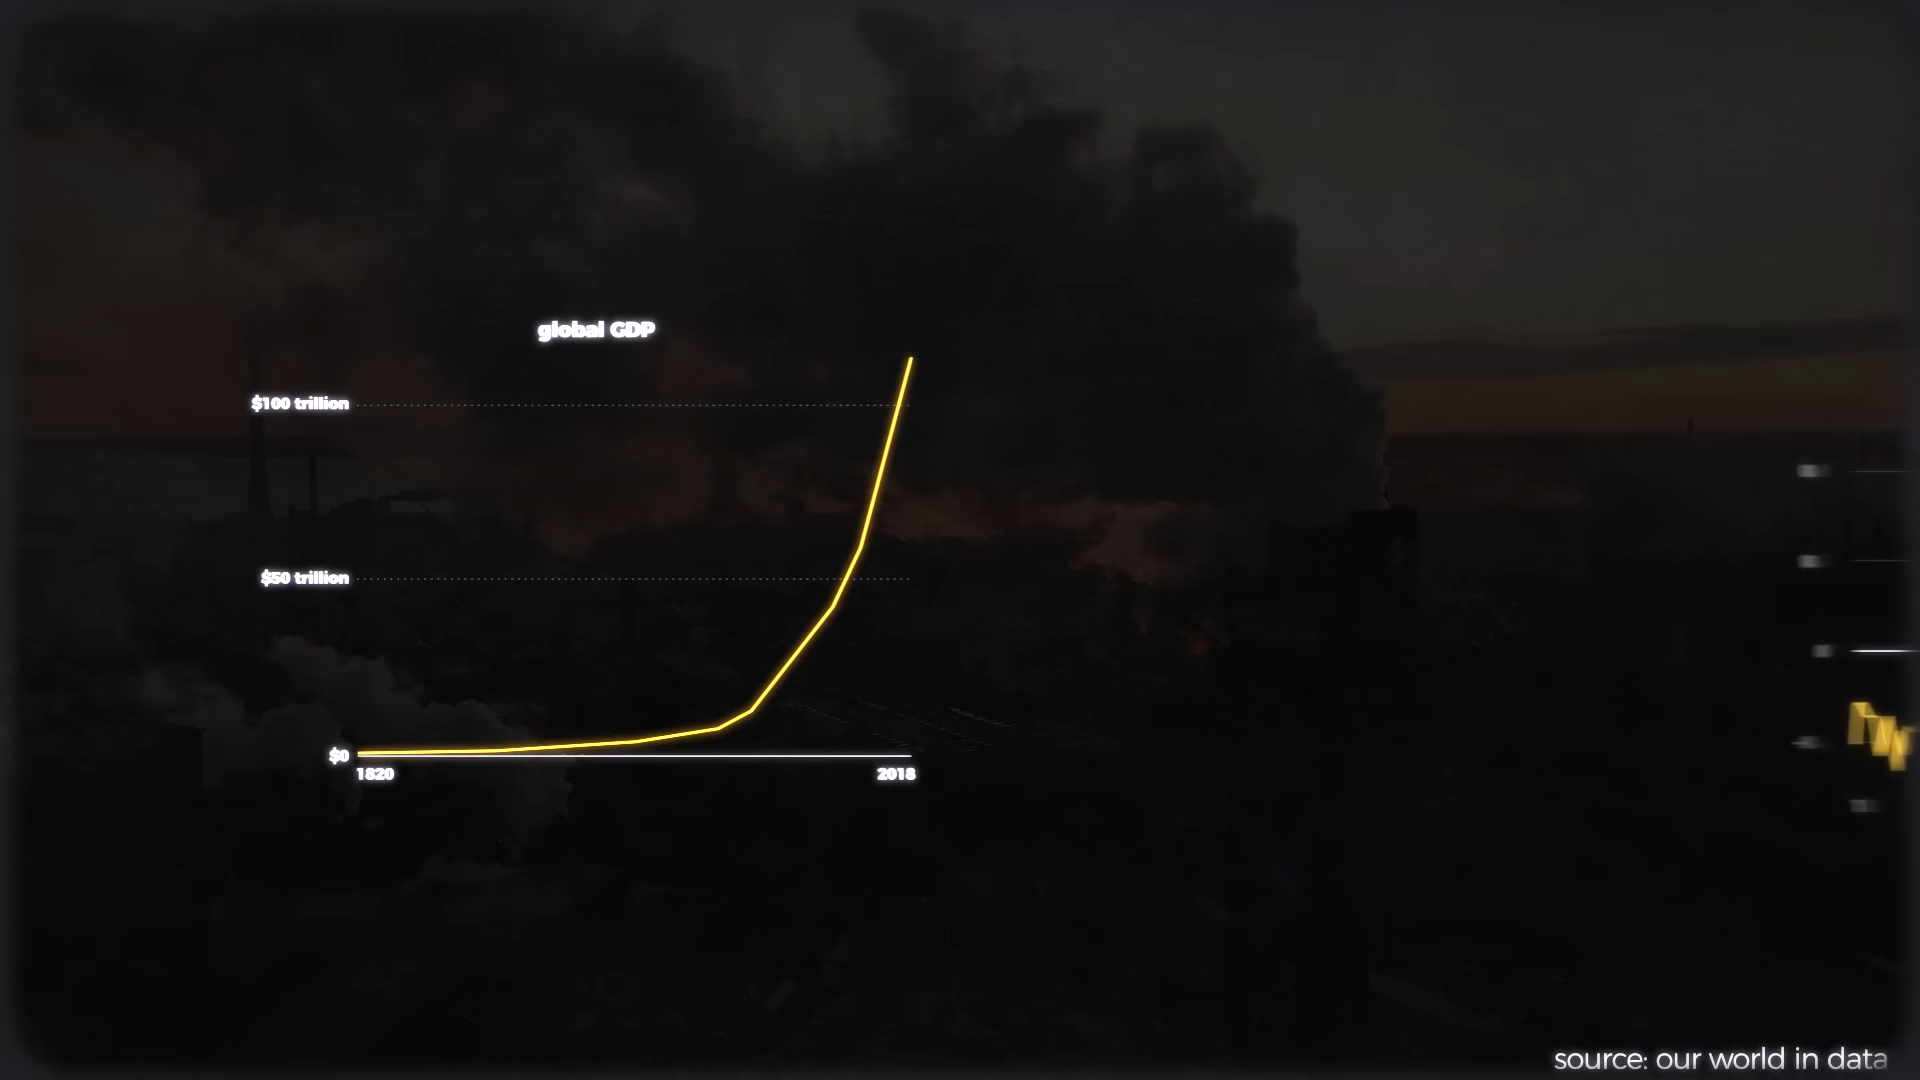 global GDP
$100 trillion
$50 trillion
$0
1820
2018
source: our world in data